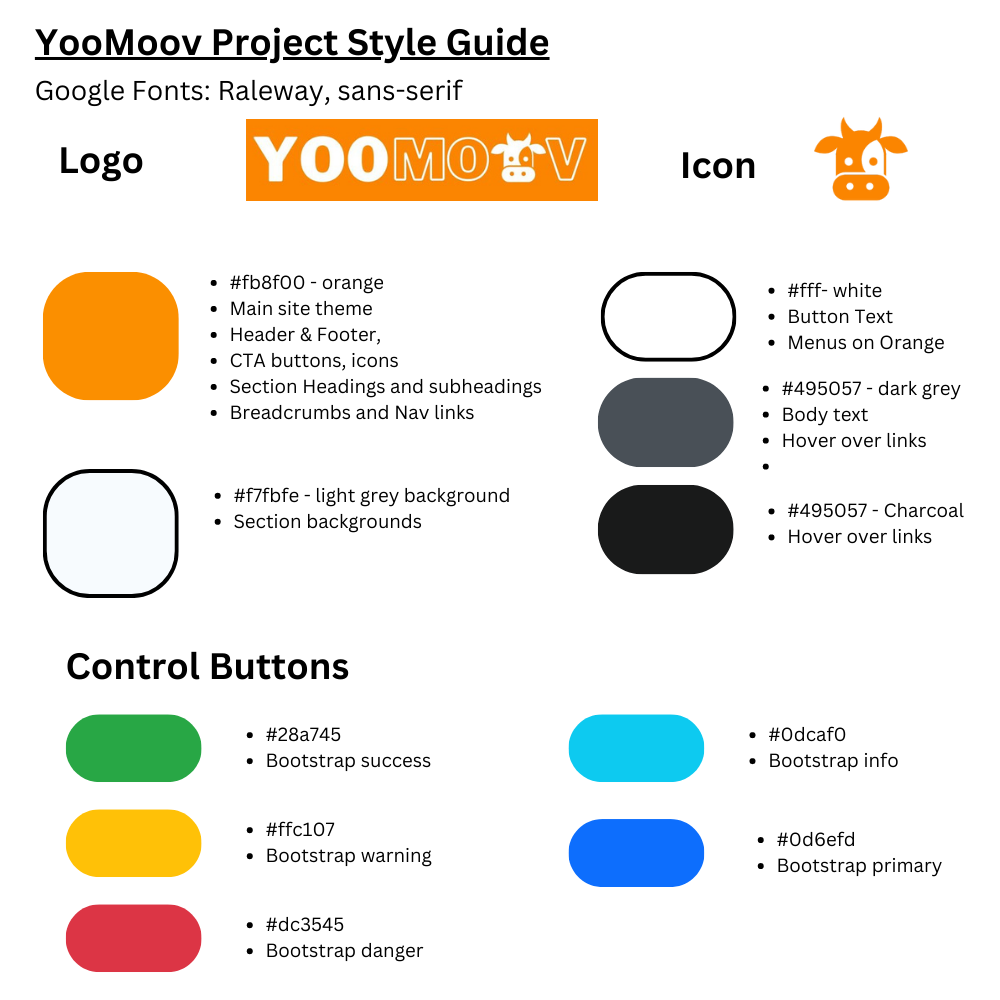 YooMoov Project Style Guide
Google Fonts: Raleway, sans-serif
Logo
YOOMOOV
Icon
#fb8f00 - orange
Main site theme
Header & Footer,
CTA buttons, icons
Section Headings and subheadings
Breadcrumbs and Nav links
#fff- white
Button Text
Menus on Orange
#495057 - dark grey
Body text
Hover over links
#f7fbfe - light grey background
Section backgrounds
#495057 - Charcoal
Hover over links
Control Buttons
#28a745
Bootstrap success
#0dcaf0
Bootstrap info
#ffc107
Bootstrap warning
#0d6efd
Bootstrap primary
#dc3545
Bootstrap danger